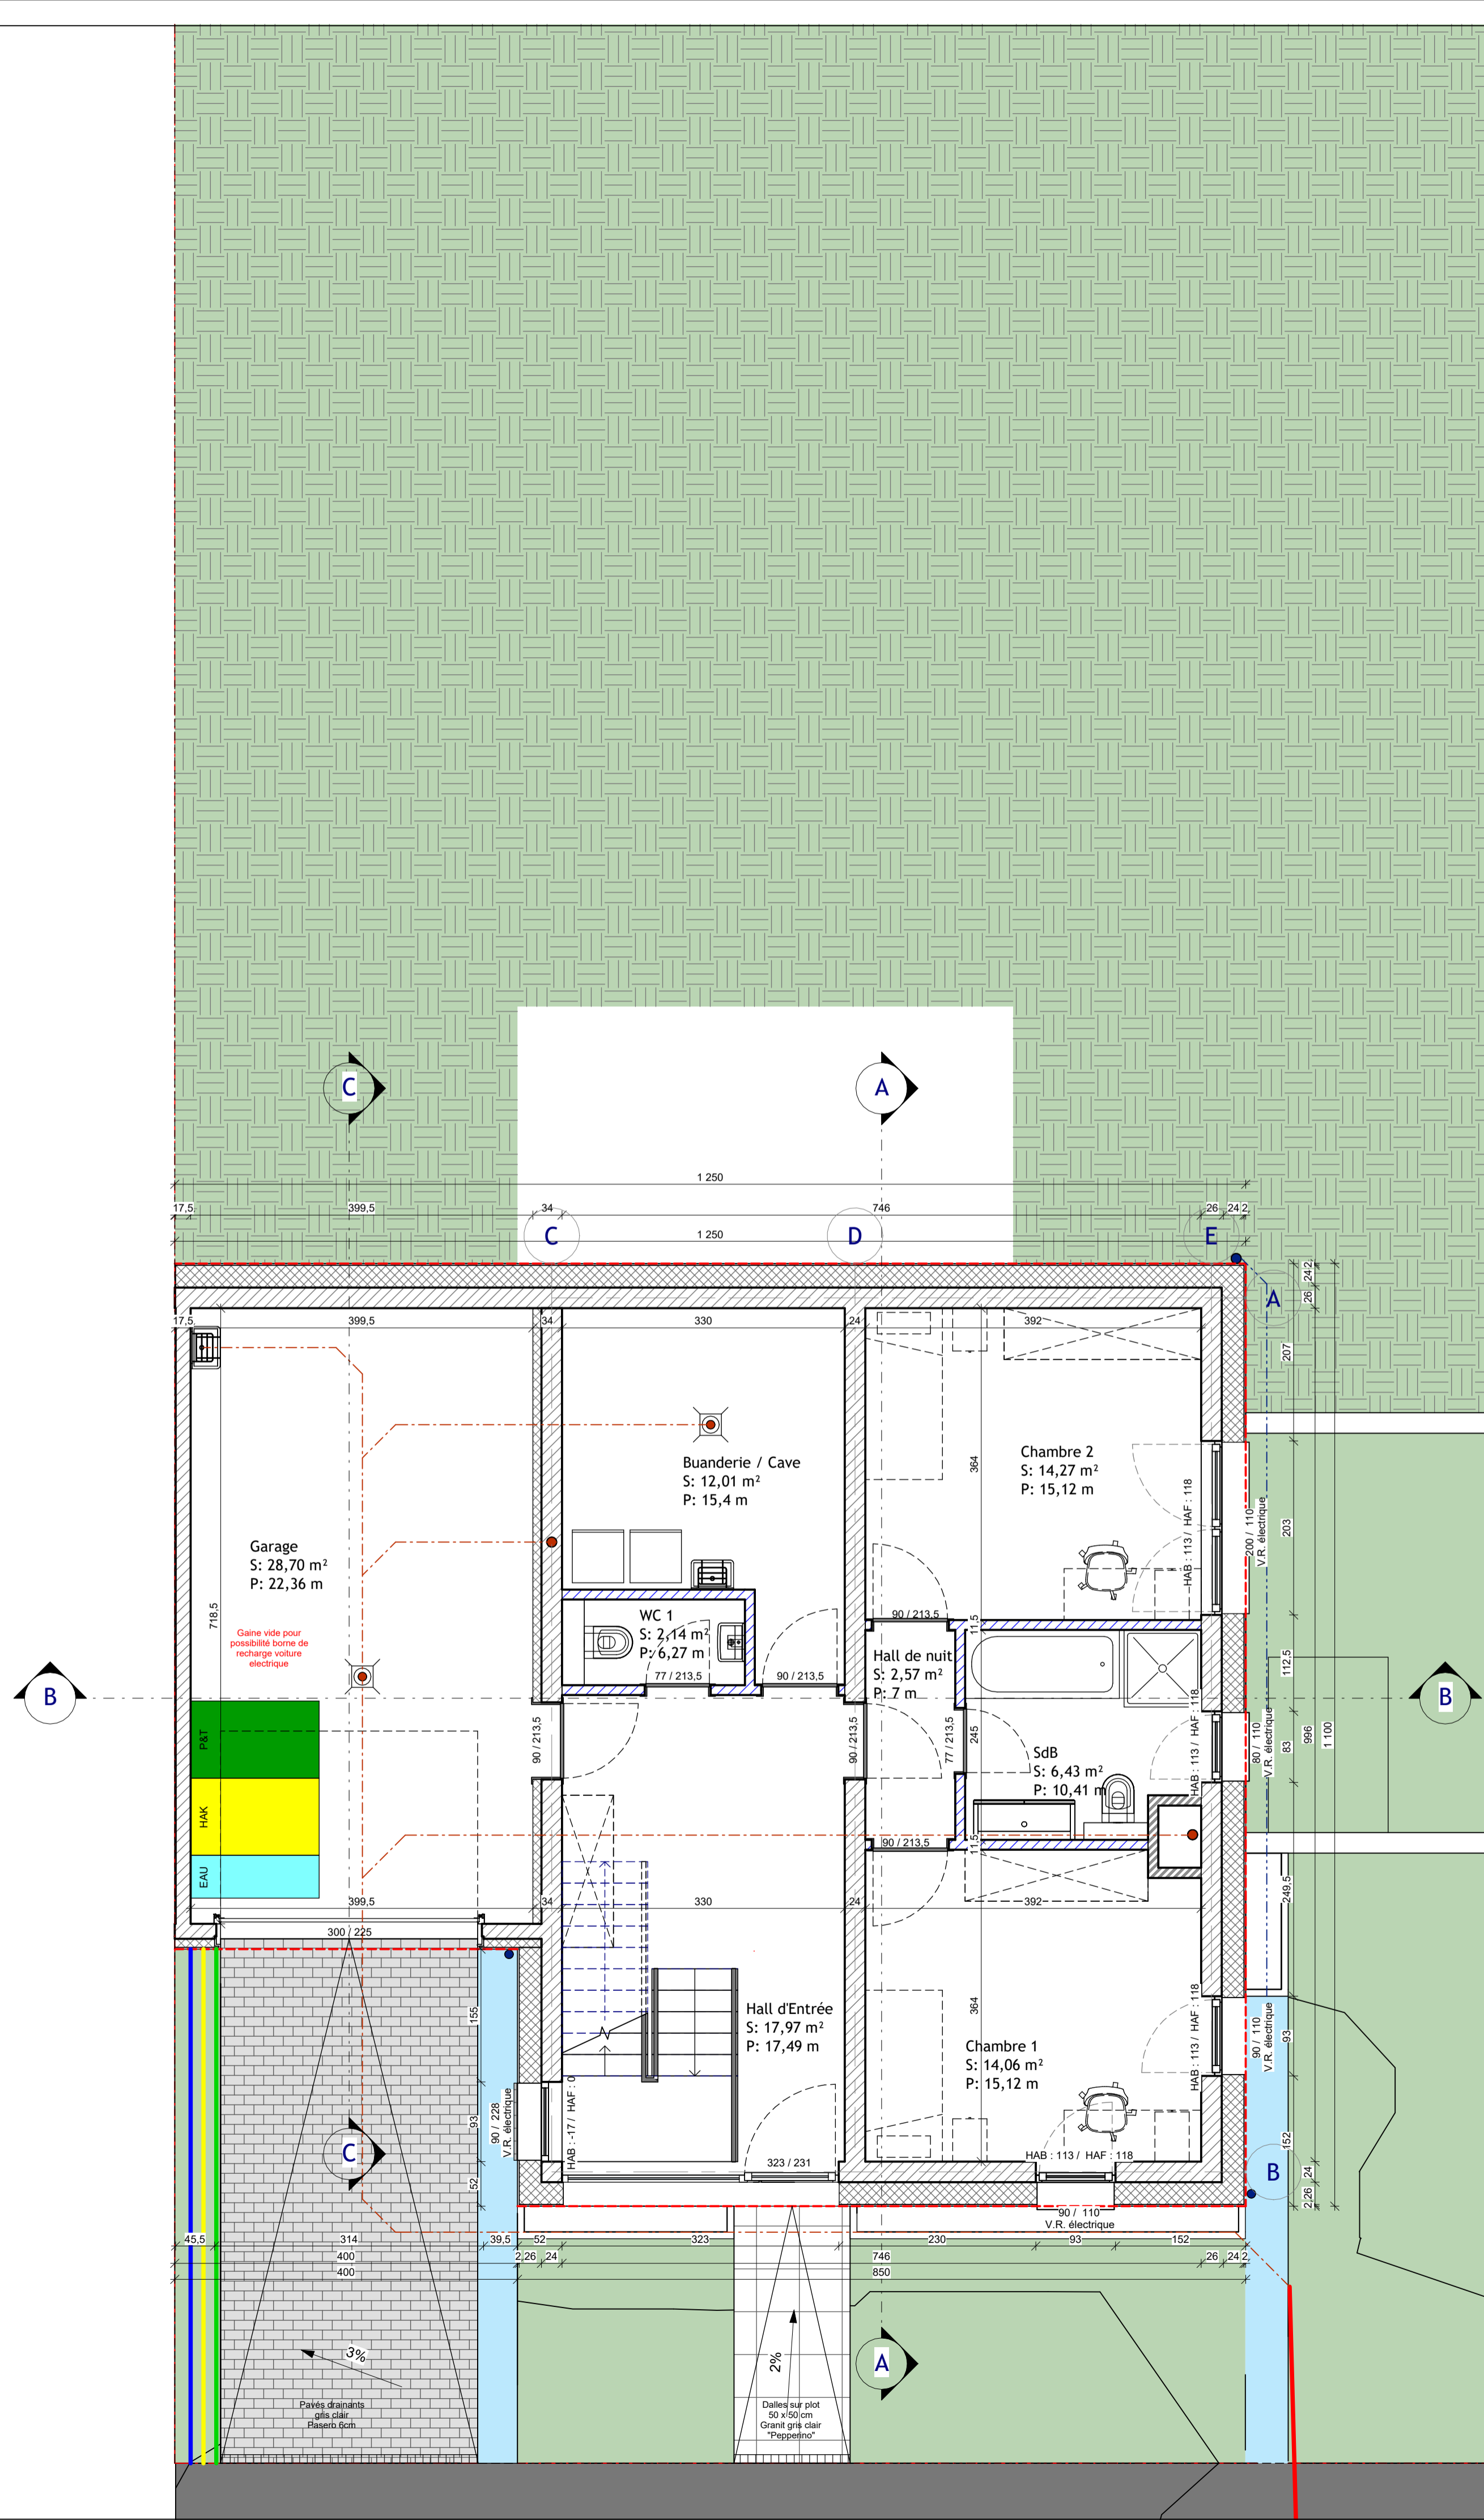 C
A
1 250
17,5
399,5
34
746
26
24
2,
1 250
C
D
E
A
24
2,
26
17,5
399,5
34
330
24
392
207
Chambre 2
S: 14,27 m²
P: 15,12 m
364
Buanderie / Cave
S: 12,01 m²
P: 15,4 m
HAB : 113 / HAF : 118
200 / 110
V.R. électrique
203
Garage
S: 28,70 m²
P: 22,36 m
718,5
Gaine vide pour
possibilité borne de
recharge voiture
electrique
WC 1
S: 2,14 m²
P: 6,27 m
77 / 213,5
90 / 213,5
90 / 213,5
11,5
Hall de nuit
S: 2,57 m²
P: 7 m
112,5
B
B
90 / 213,5
90 / 213,5
77 / 213,5
245
SdB
S: 6,43 m²
P: 10,41 m
HAB : 113 / HAF : 118
80 / 110
V.R. électrique
83
996
1 100
P&T
HAK
EAU
90 / 213,5
11,5
399,5
34
330
24
392
249,5
300 / 225
155
Hall d'Entrée
S: 17,97 m²
P: 17,49 m
364
Chambre 1
S: 14,06 m²
P: 15,12 m
HAB : 113 / HAF : 118
90 / 110
V.R. électrique
93
C
93
52
90 / 228
V.R. électrique
HAB : -17 / HAF : 0
323 / 231
HAB : 113 / HAF : 118
152
B
24
2,26
90 / 110
V.R. électrique
45,5
314
39,5
52
323
230
93
152
400
2,26
24
746
26
24
2,
400
850
3%
2%
A
Pavés drainants
gris clair
Pasero 6cm
Dalles sur plot
50 x 50 cm
Granit gris clair
"Pepperino"